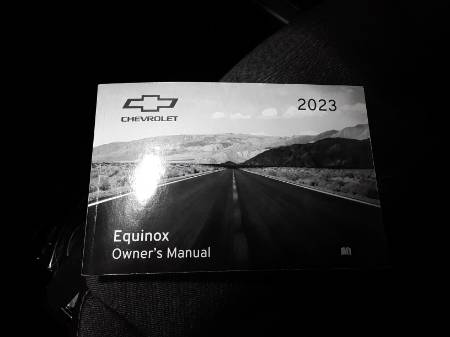 CHEVROLET
2023
Equinox
Owner's Manual